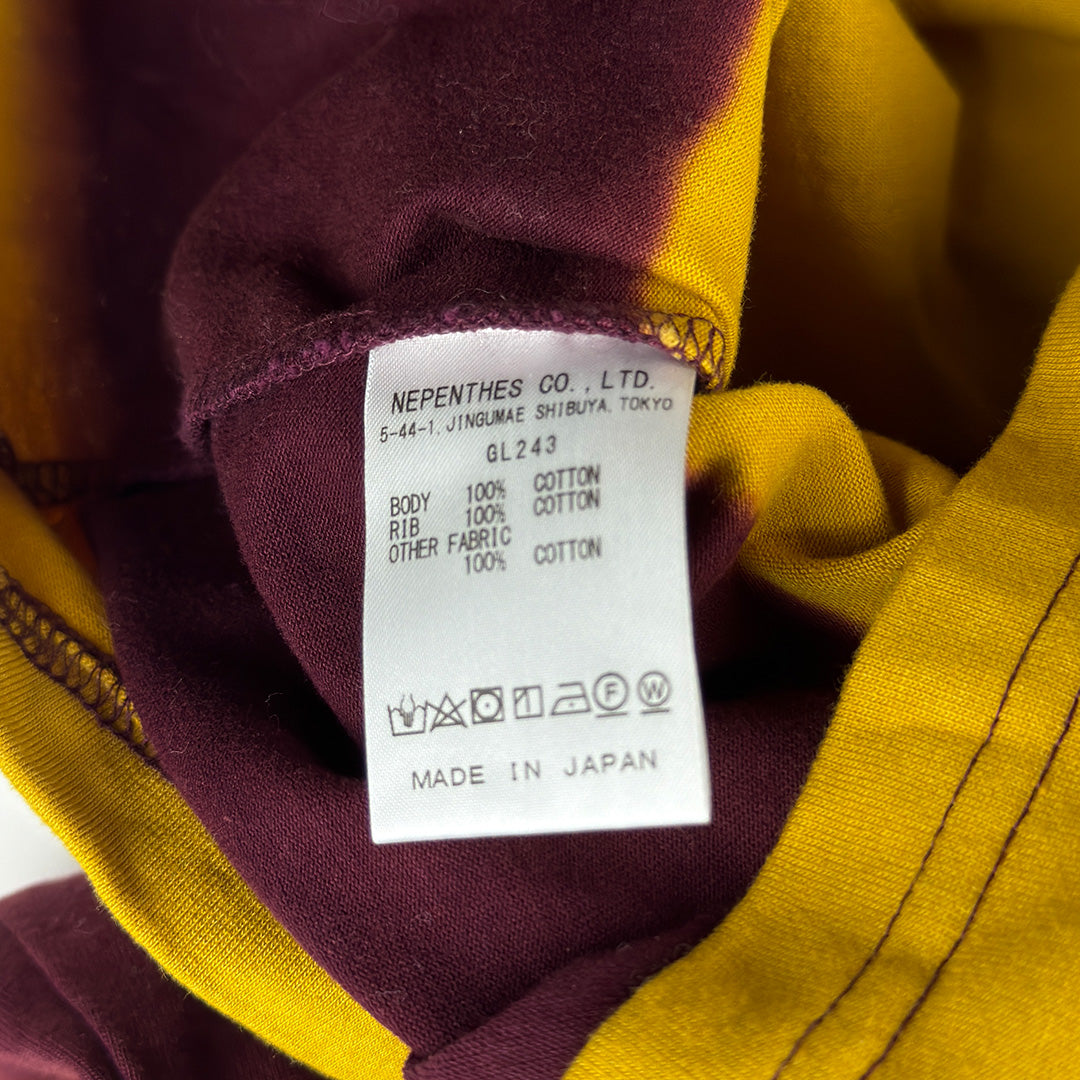 NEPENTHES CO., LTD.
5-44-1, JINGUMAE SHIBUYA, TOKYO
GL243
BODY 100% COTTON
RIB 100% COTTON
OTHER FABRIC
100% COTTON
F W
MADE IN JAPAN